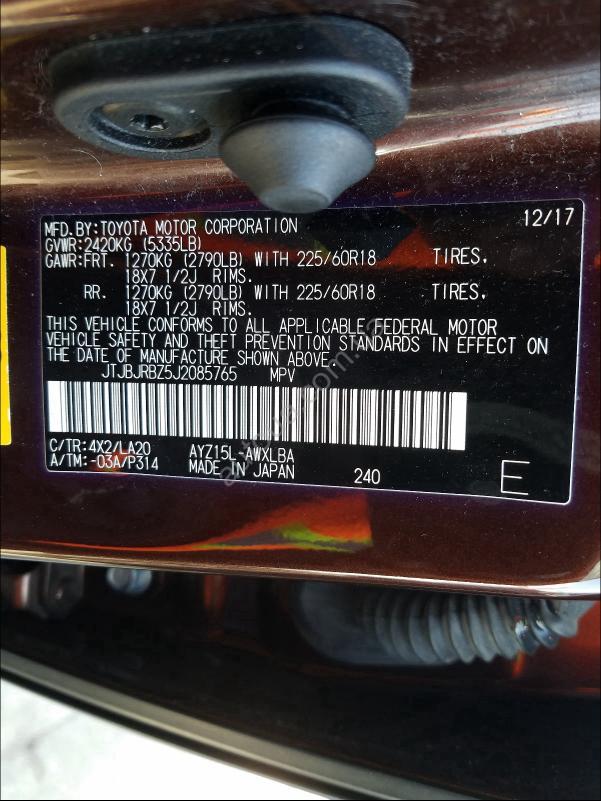 MFD.BY:TOYOTA MOTOR CORPORATION 12/17
GVWR:2420KG (5335LB)
GAWR:FRT. 1270KG (2790LB) WITH 225/60R18 TIRES,
18X7 1/2J RIMS.
RR. 1270KG (2790LB) WITH 225/60R18 TIRES,
18X7 1/2J RIMS.
THIS VEHICLE CONFORMS TO ALL APPLICABLE FEDERAL MOTOR
VEHICLE SAFETY AND THEFT PREVENTION STANDARDS IN EFFECT ON
THE DATE OF MANUFACTURE SHOWN ABOVE.
JTJBJRBZ5J2085765 MPV
C/TR:4X2/LA20 AYZ15L-AWXLBA
A/TM:-03A/P314 MADE IN JAPAN 240 E